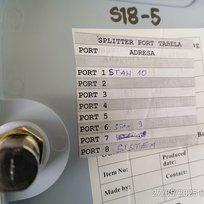 S18-5
SPLITTER PORT TABELA
PORT ADRESA
PORT 1 STAN 10
PORT 2
PORT 3
PORT 4
PORT 5
PORT 6 STAN 3
PORT 7
PORT 8 SISTEM
Produced date:
Item No:
Contact:
Made by: